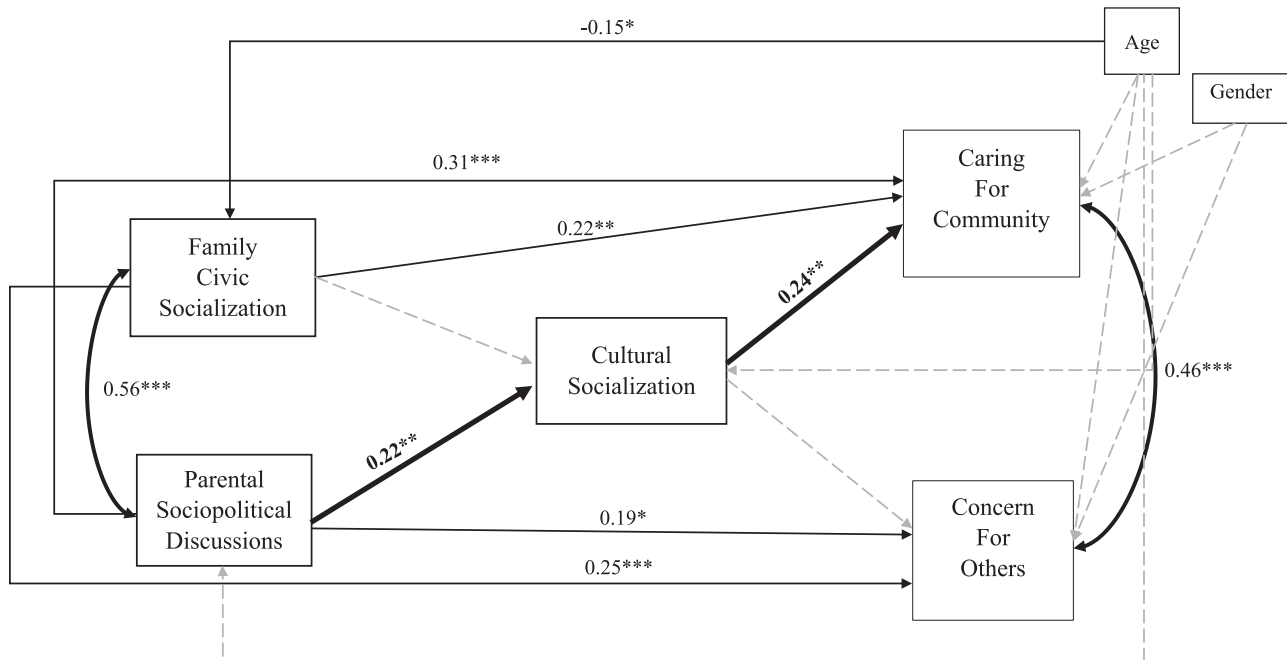 -0.15*
Age
Gender
0.31***
Caring
For
Community
Family
Civic
Socialization
0.22**
0.24**
Cultural
Socialization
0.56***
0.46***
0.22**
Parental
Sociopolitical
Discussions
0.19*
Concern
For
Others
0.25***